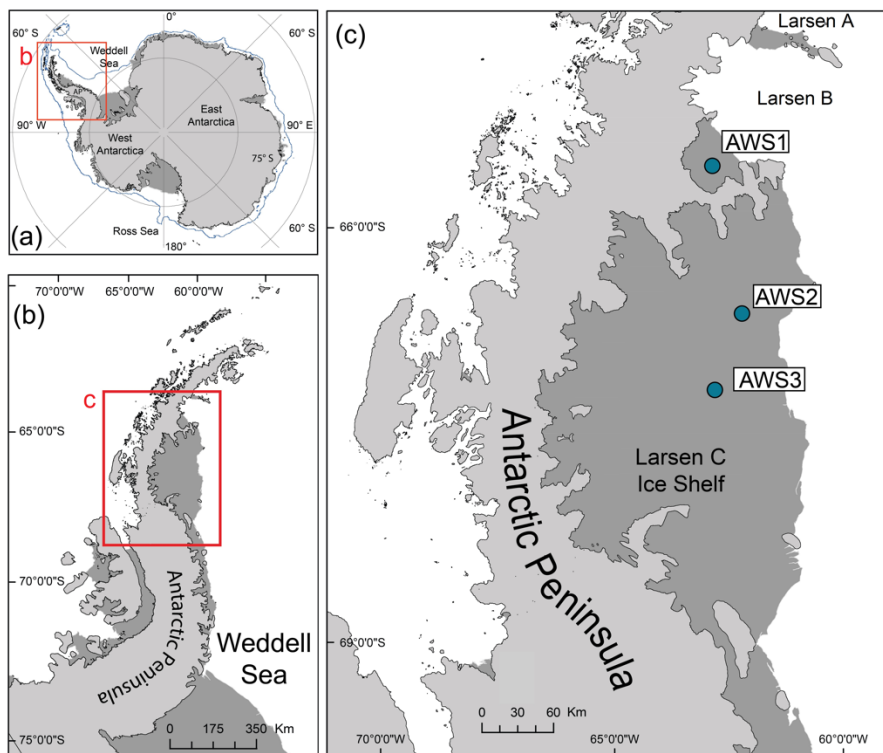 60° S
0°
60° S
Weddell
Sea
b
AP
East
Antarctica
90° W
90° E
West
Antarctica
75° S
Ross Sea
60° S
(a)
180°
70°0'0"W 65°0'0"W 60°0'0"W
(b)
c
65°0'0"S
70°0'0"S
Antarctic Peninsula
Weddell
Sea
0 175 350 Km
75°0'0"S
(c)
Larsen A
Larsen B
AWS1
66°0'0"S
AWS2
AWS3
Larsen C
Ice Shelf
Antarctic Peninsula
69°0'0"S
0 30 60 Km
70°0'0"W 65°0'0"W 60°0'0"W